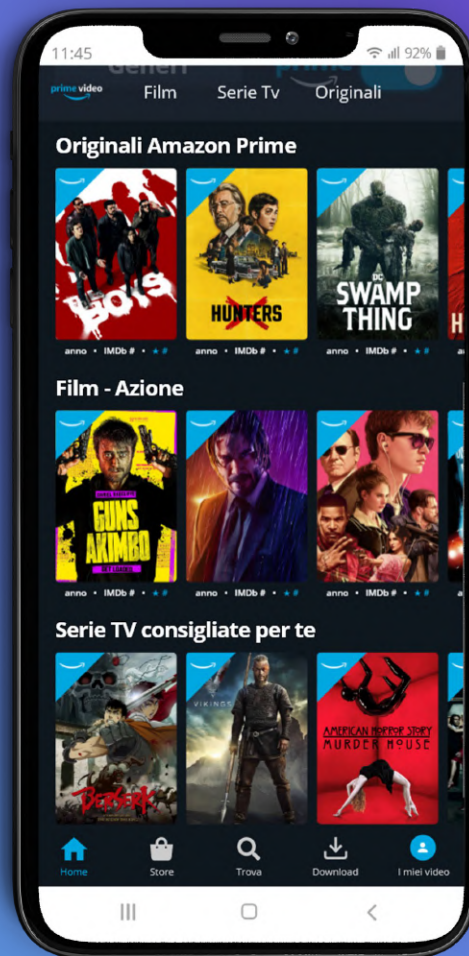 11:45
92%
Generi
prime
prime video
Film Serie Tv Originali
Originali Amazon Prime
BOYS
HUNTERS
DC
SWAMP
THING
H
anno • IMDb # • ★ #
anno • IMDb # • ★ #
anno • IMDb # • ★ #
Film - Azione
GUNS
AKIMBO
anno • IMDb # • ★ #
anno • IMDb # • ★ #
anno • IMDb # • ★ #
Serie TV consigliate per te
BERSERK
VIKINGS
AMERICAN HORROR STORY
MURDER HOUSE
Home Store Trova Download I miei video